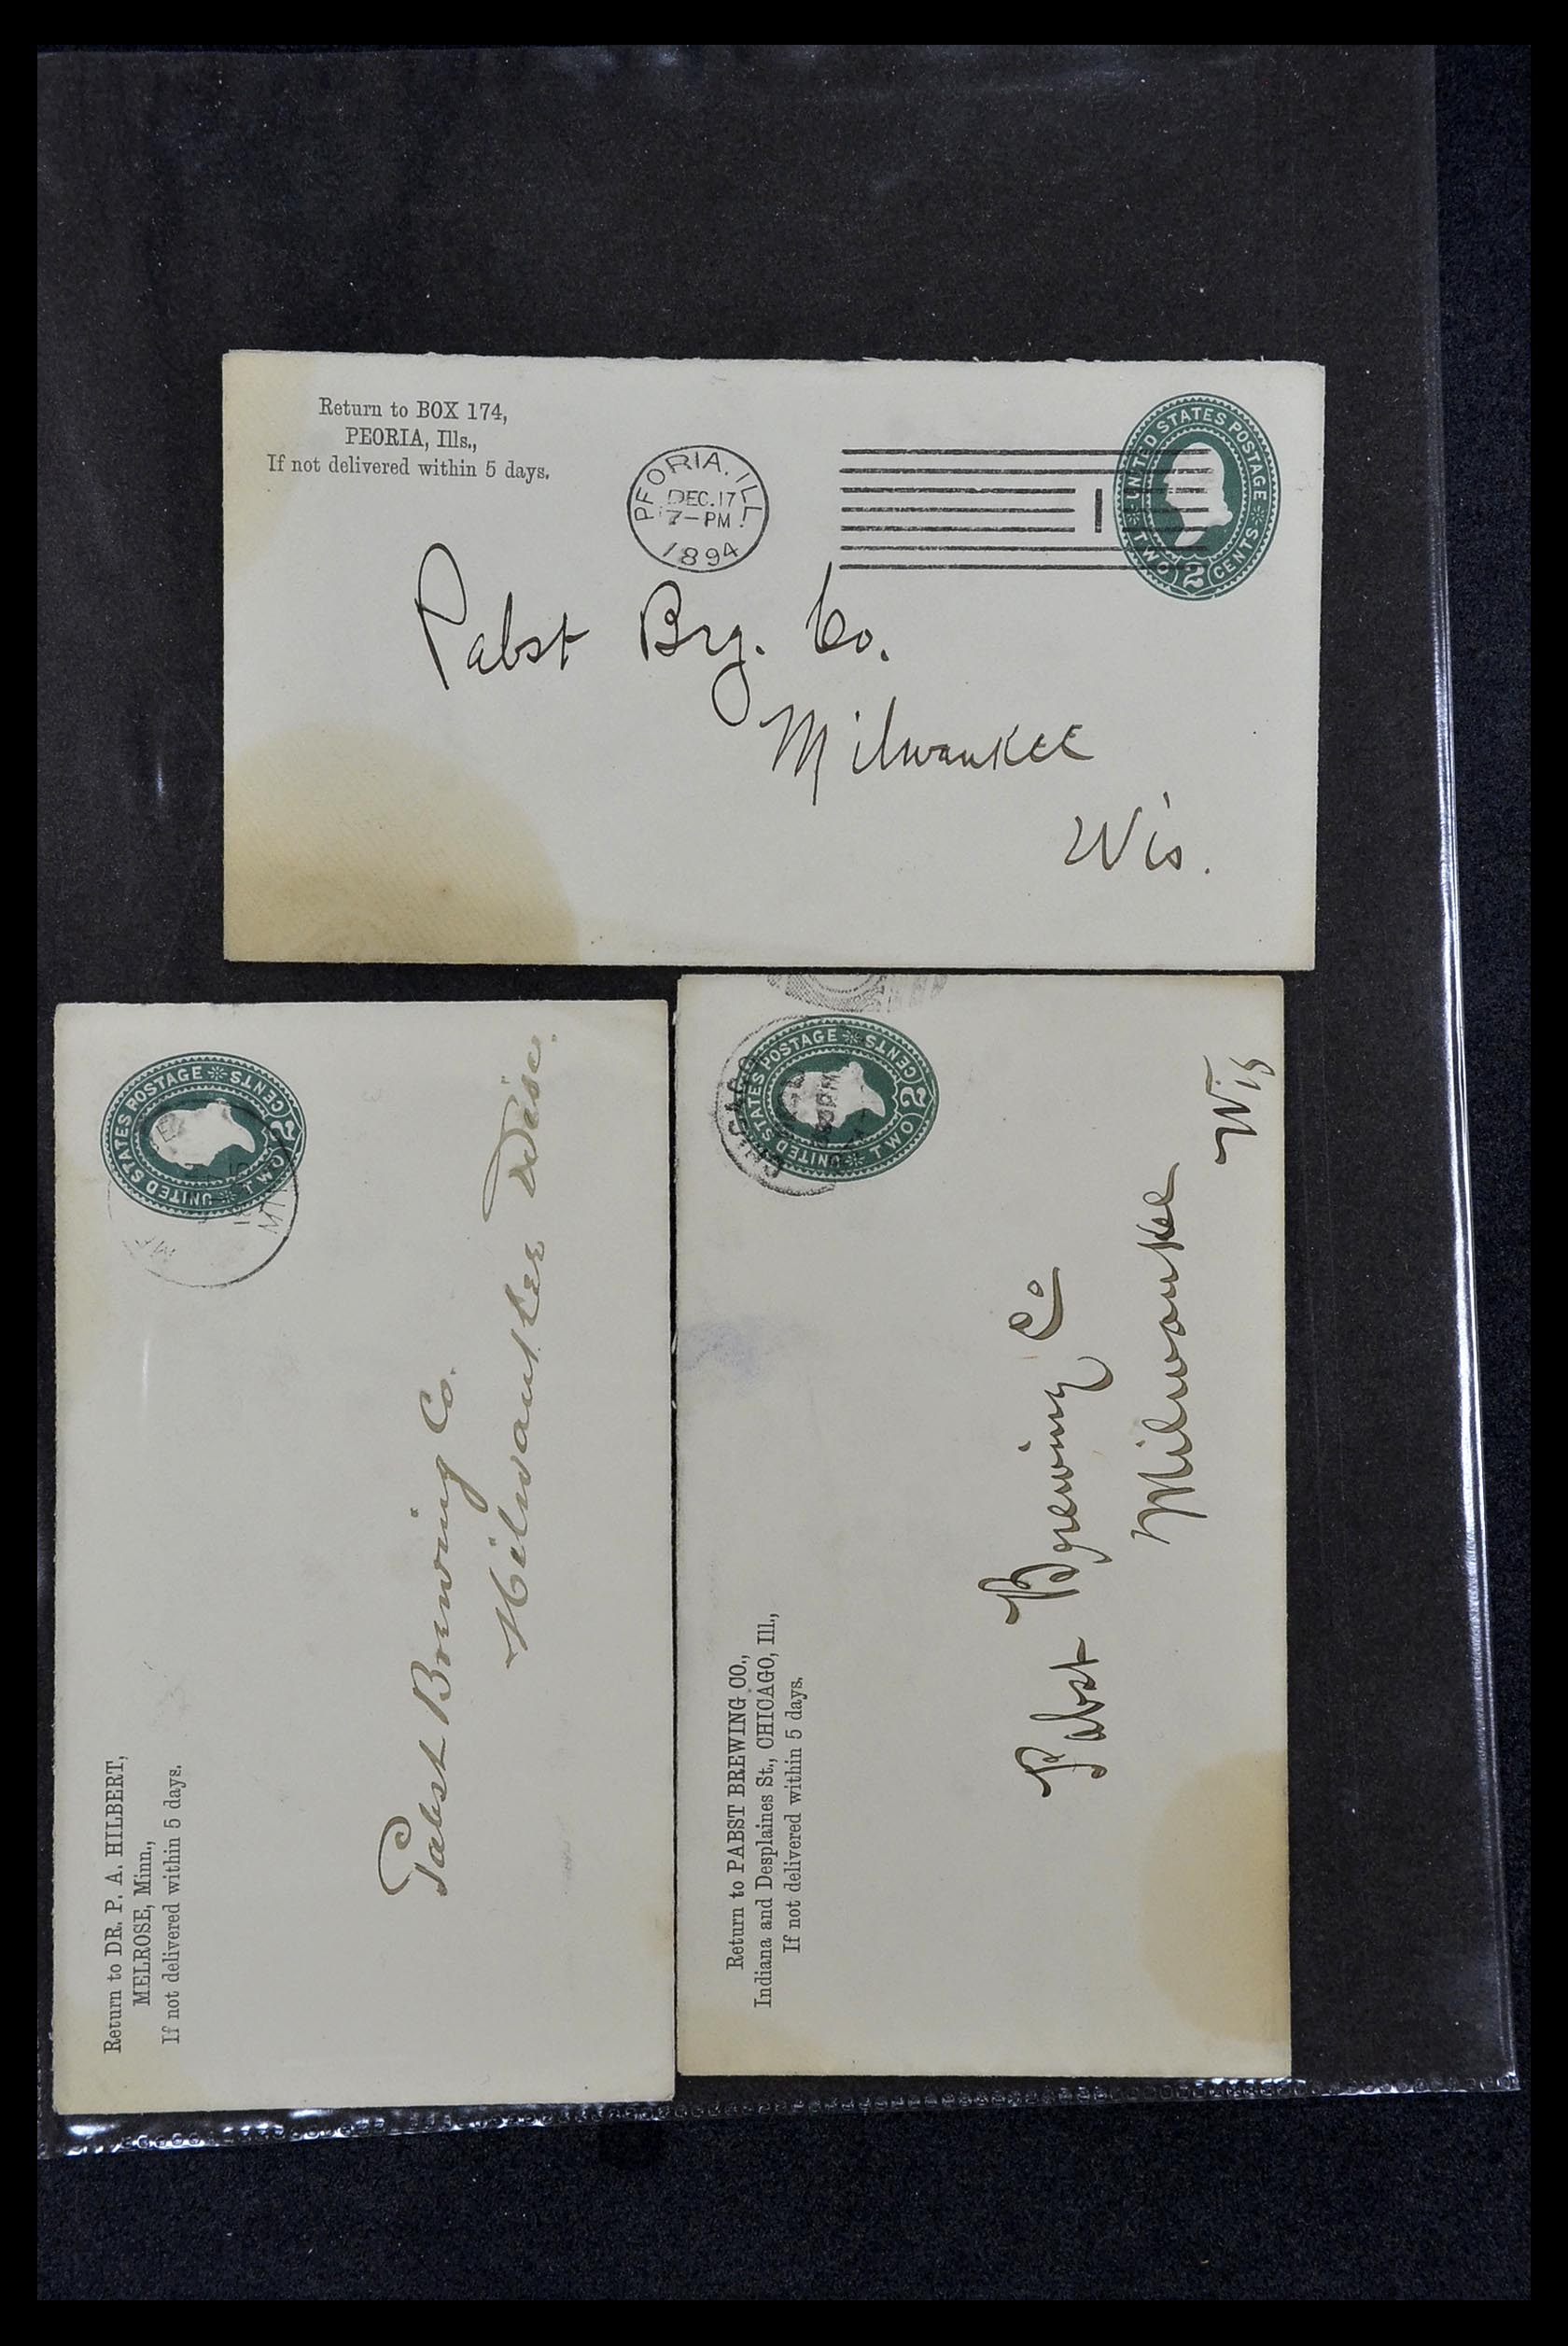 Return to BOX 174,
PEORIA, Ills.,
If not delivered within 5 days.
PEORIA, ILL.
DEC. 17
7-PM
1894
1
UNITED STATES POSTAGE
TWO 2 CENTS
Pabst Brg. Co.
Milwaukee
Wis.
Return to DR. P. A. HILBERT,
MELROSE, Minn.,
If not delivered within 5 days.
UNITED STATES POSTAGE
TWO 2 CENTS
MINN
Pabst Brewing Co.
Milwaukee Wisc.
Return to PABST BREWING CO.,
Indiana and Desplaines St., CHICAGO, Ill.,
If not delivered within 5 days.
CHICAGO
UNITED STATES POSTAGE
TWO 2 CENTS
Pabst Brewing Co
Milwaukee
Wis